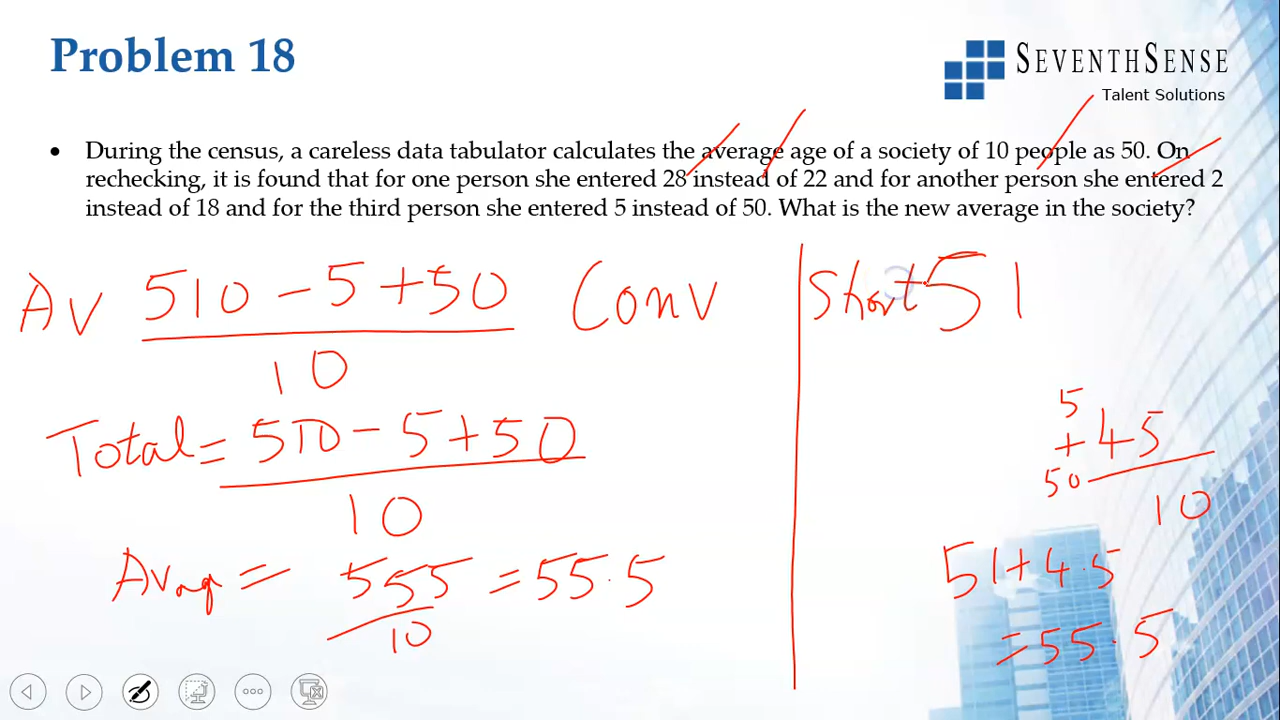 Problem 18
SEVENTHSENSE
Talent Solutions
• During the census, a careless data tabulator calculates the average age of a society of 10 people as 50. On
rechecking, it is found that for one person she entered 28 instead of 22 and for another person she entered 2
instead of 18 and for the third person she entered 5 instead of 50. What is the new average in the society?
Av 510 - 5 + 50 Conv
10
Total = 510 - 5 + 50
10
Avag = 555 = 55.5
10
Short 51
5
+45
50
10
51 + 4.5
= 55.5